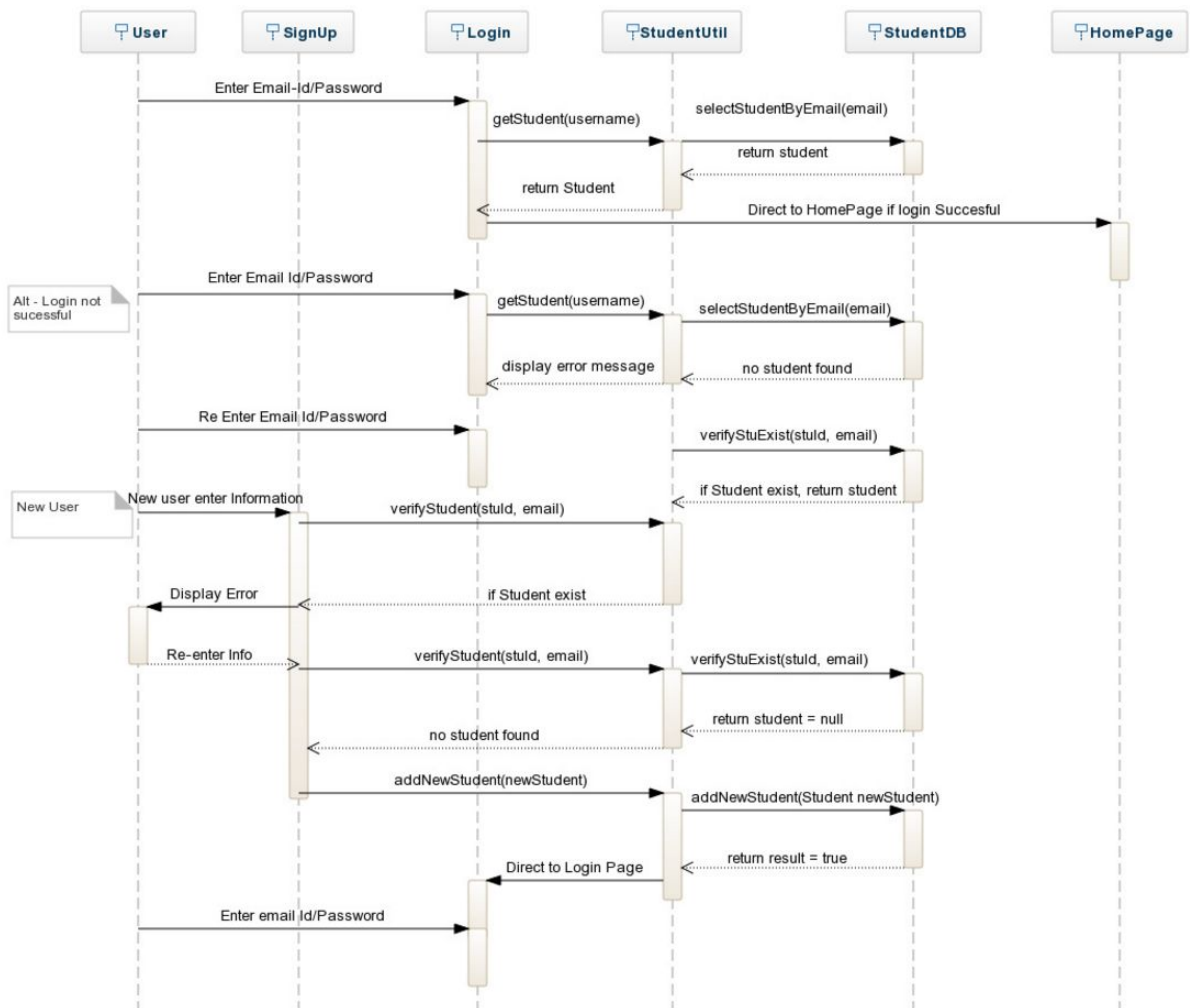 User
SignUp
Login
StudentUtil
StudentDB
HomePage
Enter Email-Id/Password
getStudent(username)
selectStudentByEmail(email)
return student
return Student
Direct to HomePage if login Succesful
Enter Email Id/Password
Alt - Login not
sucessful
getStudent(username)
selectStudentByEmail(email)
display error message
no student found
Re Enter Email Id/Password
verifyStuExist(stuId, email)
if Student exist, return student
New User
New user enter Information
verifyStudent(stuId, email)
Display Error
if Student exist
Re-enter Info
verifyStudent(stuId, email)
verifyStuExist(stuId, email)
return student = null
no student found
addNewStudent(newStudent)
addNewStudent(Student newStudent)
return result = true
Direct to Login Page
Enter email Id/Password